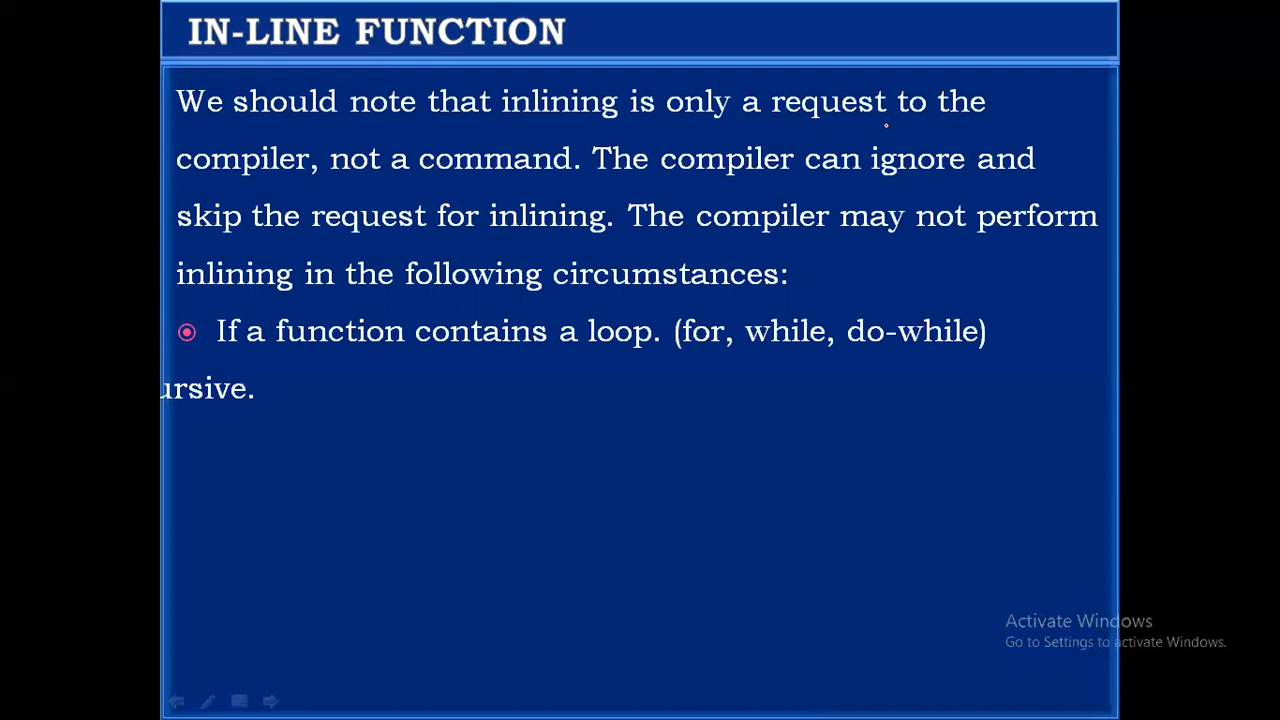 IN-LINE FUNCTION
We should note that inlining is only a request to the
compiler, not a command. The compiler can ignore and
skip the request for inlining. The compiler may not perform
inlining in the following circumstances:
If a function contains a loop. (for, while, do-while)
ursive.
Activate Windows
Go to Settings to activate Windows.